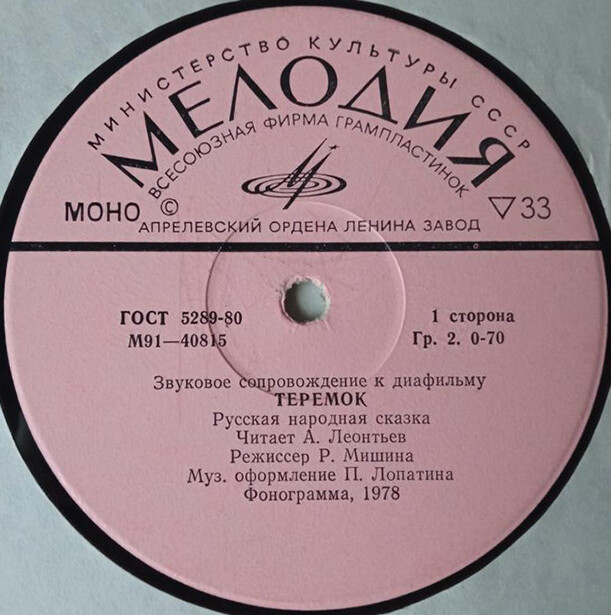 МИНИСТЕРСТВО КУЛЬТУРЫ СССР
МЕЛОДИЯ
ВСЕСОЮЗНАЯ ФИРМА ГРАМПЛАСТИНОК
МОНО © ▽33
АПРЕЛЕВСКИЙ ОРДЕНА ЛЕНИНА ЗАВОД
ГОСТ 5289-80 1 сторона
М91—40815 Гр. 2. 0-70
Звуковое сопровождение к диафильму
ТЕРЕМОК
Русская народная сказка
Читает А. Леонтьев
Режиссер Р. Мишина
Муз. оформление П. Лопатина
Фонограмма, 1978